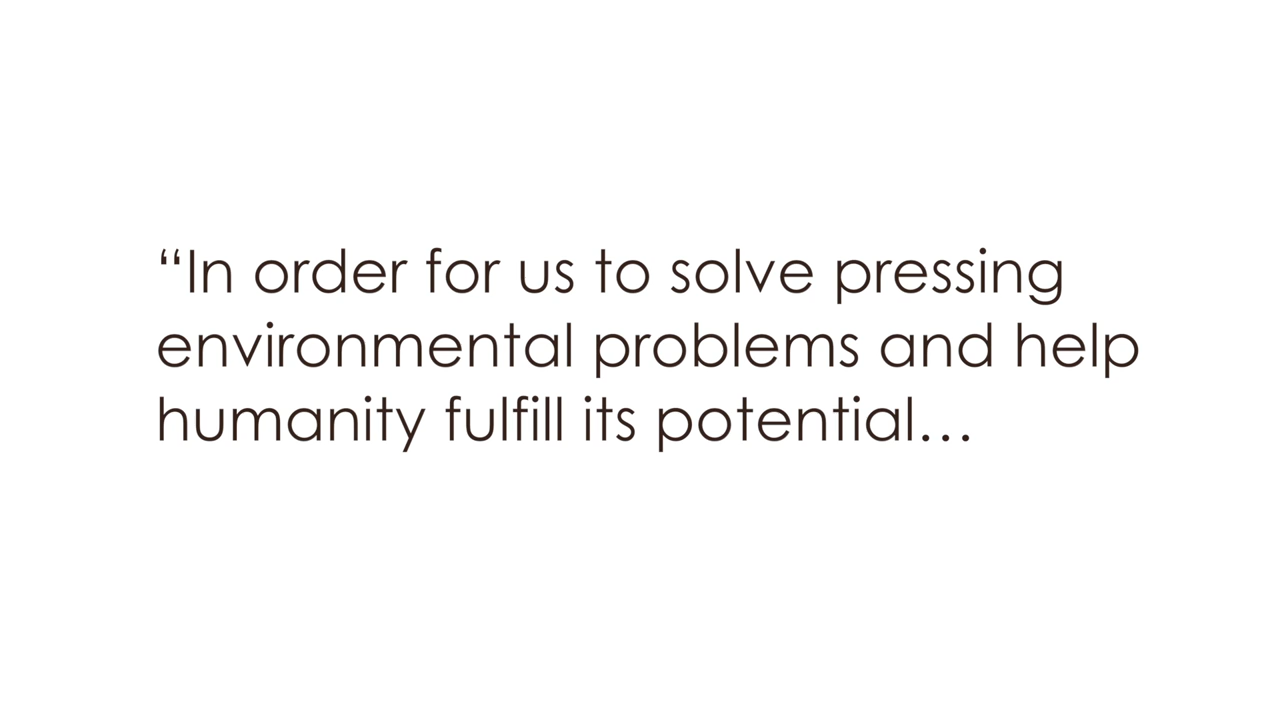 “In order for us to solve pressing
environmental problems and help
humanity fulfill its potential…